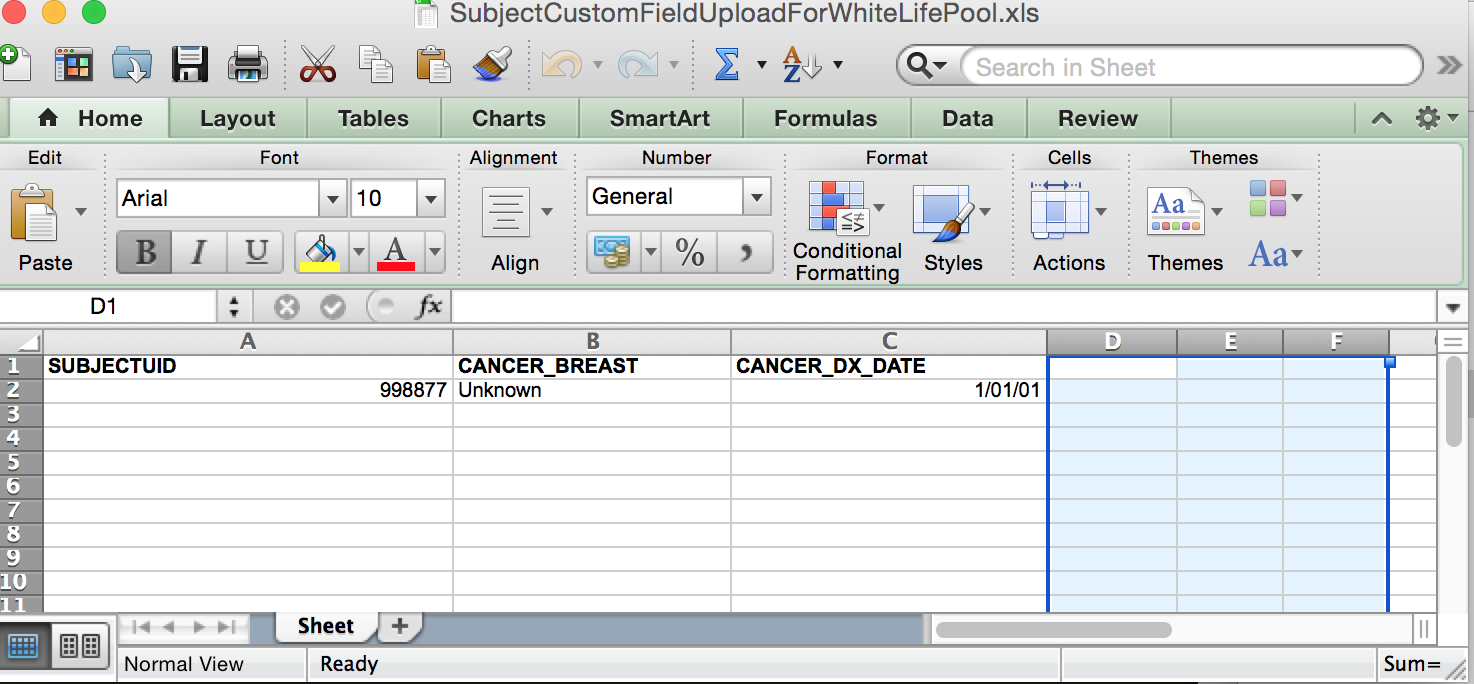 SubjectCustomFieldUploadForWhiteLifePool.xls
Search in Sheet
Home Layout Tables Charts SmartArt Formulas Data Review
Edit Font Alignment Number Format Cells Themes
Arial 10 General
Paste B I U A Align % Conditional Formatting Styles Actions Aa Themes Aa
D1 fx
A B C D E F
1 SUBJECTUID CANCER_BREAST CANCER_DX_DATE
2 998877 Unknown 1/01/01
3
4
5
6
7
8
9
10
11
Sheet
Normal View Ready Sum=